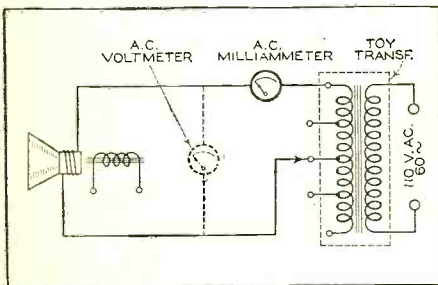 A.C.
VOLTMETER
A.C.
MILLIAMMETER
TOY
TRANSF.
110 V. A.C.
60~